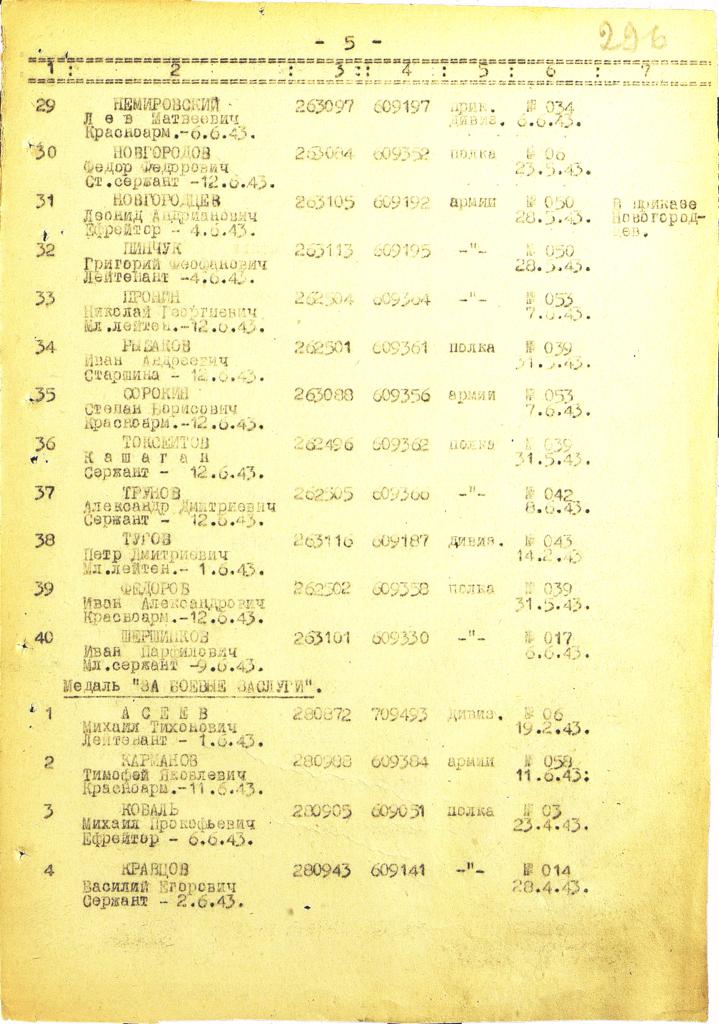 - 5 -
296
1 : 2 : 3 : 4 : 5 : 6 : 7
29 НЕМИРОВСКИЙ 263097 609197 прик. № 034
Лев Матвеевич дивиз. 6.6.43.
Красноарм.-6.6.43.
30 НОВГОРОДОВ 263084 609352 полка № 06
Федор Федорович 23.5.43.
Ст.сержант -12.6.43.
31 НОВГОРОДЦЕВ 263105 609192 армии № 050 В приказе
Леонид Андрианович 28.5.43. Новогород-
Ефрейтор - 4.6.43. цев.
32 ПИНЧУК 263113 609195 -"- № 050
Григорий Феофанович 28.5.43.
Лейтенант -4.6.43.
33 ПРОНИН 262504 609364 -"- № 053
Николай Георгиевич 7.6.43.
Мл.лейтен.-12.6.43.
34 РЫБАКОВ 262501 609361 полка № 039
Иван Андреевич 31.5.43.
Старшина - 12.6.43.
35 СОРОКИН 263088 609356 армии № 053
Степан Борисович 7.6.43.
Красноарм.-12.6.43.
36 ТОКСЕИТОВ 262496 609362 полка № 039
Кашаган 31.5.43.
Сержант - 12.6.43.
37 ТРУНОВ 262505 609366 -"- № 042
Александр Дмитриевич 8.6.43.
Сержант - 12.6.43.
38 ТУГОВ 263116 609187 дивиз. № 043
Петр Дмитриевич 14.2.43
Мл.лейтен.- 1.6.43.
39 ФЕДОРОВ 262502 609358 полка № 039
Иван Александрович 31.5.43.
Красноарм.-12.6.43.
40 ШЕРШИКОВ 263101 609330 -"- № 017
Иван Парфилович 6.6.43.
Мл.сержант -9.6.43.
Медаль "ЗА БОЕВЫЕ ЗАСЛУГИ".
1 АСЕЕВ 280872 709493 дивиз. № 06
Михаил Тихонович 19.2.43.
Лейтенант - 1.6.43.
2 КАРМАНОВ 280988 609384 армии № 058
Тимофей Яковлевич 11.6.43:
Красноарм.-11.6.43.
3 КОВАЛЬ 280905 609051 полка № 03
Михаил Прокофьевич 23.4.43.
Ефрейтор - 6.6.43.
4 КРАВЦОВ 280943 609141 -"- № 014
Василий Егорович 28.4.43.
Сержант - 2.6.43.